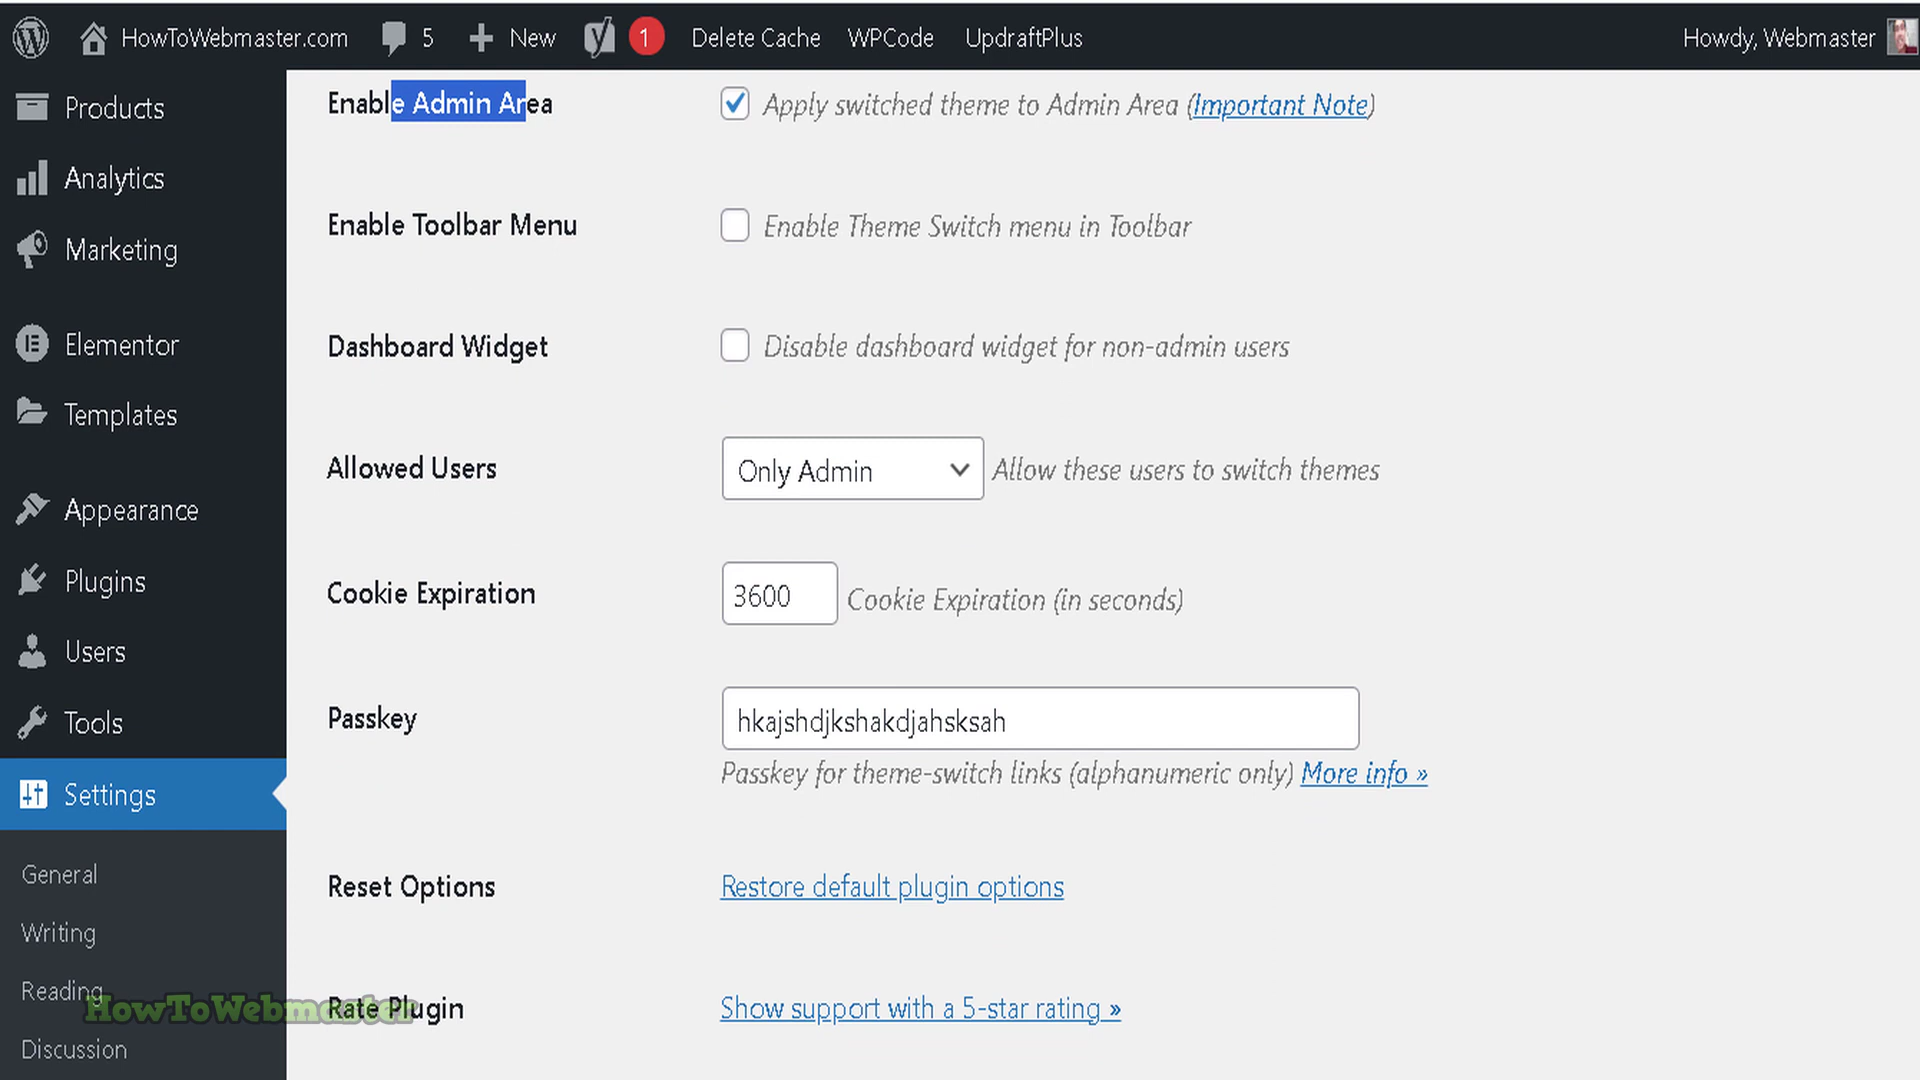 HowToWebmaster.com 5 New 1 Delete Cache WPCode UpdraftPlus Howdy, Webmaster
Products
Analytics
Marketing
Elementor
Templates
Appearance
Plugins
Users
Tools
Settings
General
Writing
Reading
Discussion
Enable Admin Area Apply switched theme to Admin Area (Important Note)
Enable Toolbar Menu Enable Theme Switch menu in Toolbar
Dashboard Widget Disable dashboard widget for non-admin users
Allowed Users Only Admin Allow these users to switch themes
Cookie Expiration 3600 Cookie Expiration (in seconds)
Passkey hkajshdjkshakdjahsksah
Passkey for theme-switch links (alphanumeric only) More info »
Reset Options Restore default plugin options
Rate Plugin Show support with a 5-star rating »
HowToWebmaster